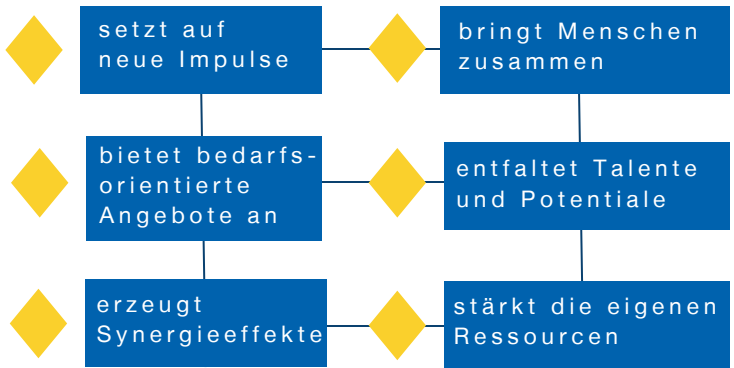 setzt auf
neue Impulse
bringt Menschen
zusammen
bietet bedarfs-
orientierte
Angebote an
entfaltet Talente
und Potentiale
erzeugt
Synergieeffekte
stärkt die eigenen
Ressourcen